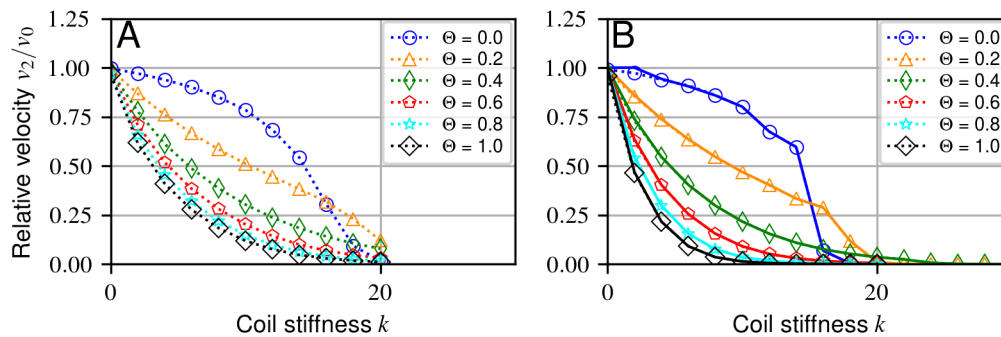 A
B
Relative velocity v₂/v₀
1.25
1.00
0.75
0.50
0.25
0.00
0
20
Coil stiffness k
Θ = 0.0
Θ = 0.2
Θ = 0.4
Θ = 0.6
Θ = 0.8
Θ = 1.0
1.25
1.00
0.75
0.50
0.25
0.00
0
20
Coil stiffness k
Θ = 0.0
Θ = 0.2
Θ = 0.4
Θ = 0.6
Θ = 0.8
Θ = 1.0